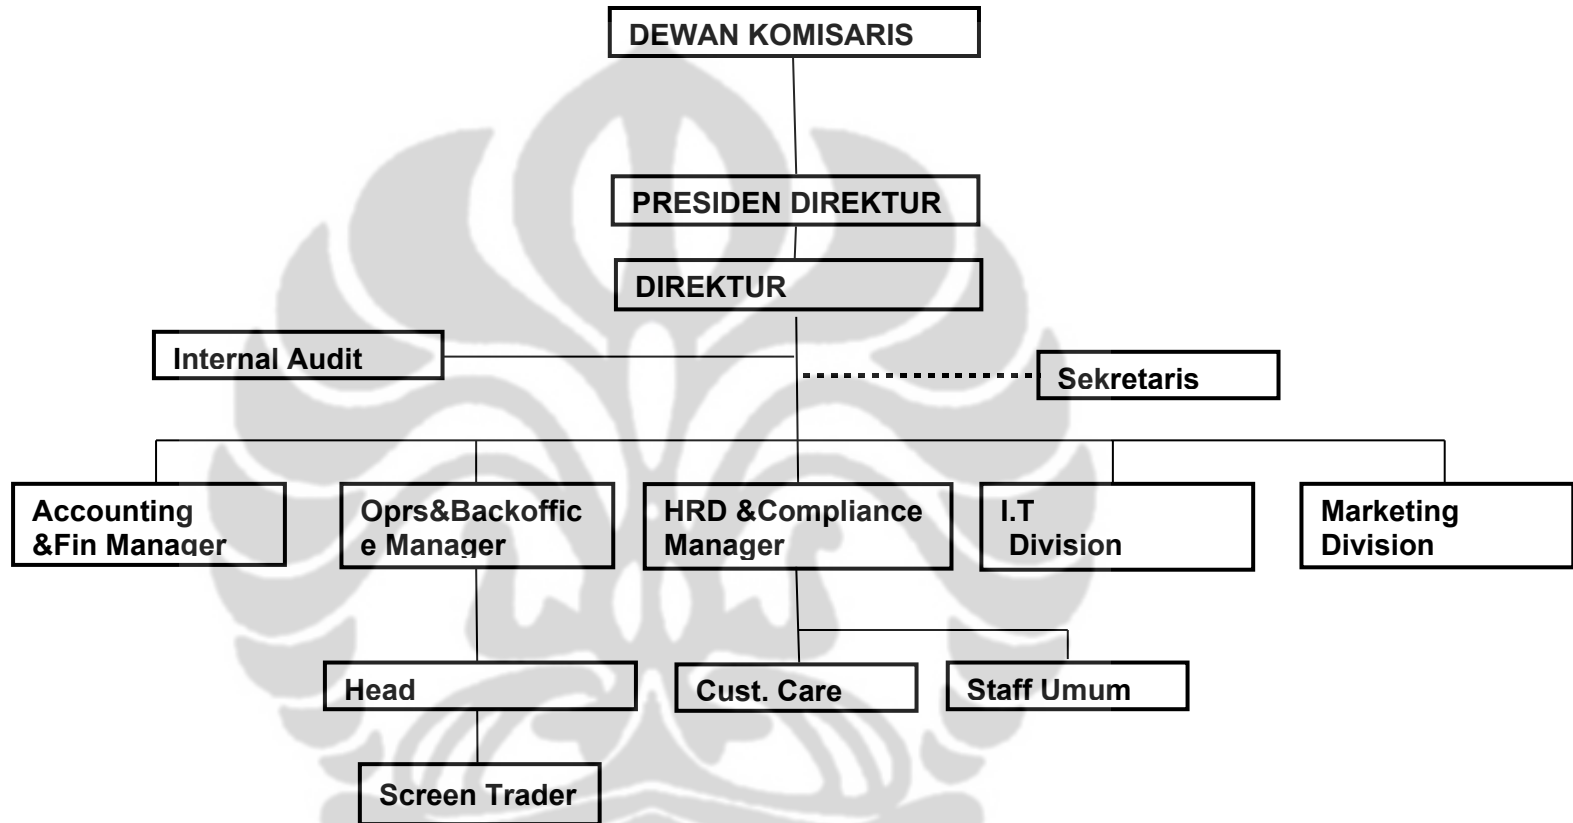 DEWAN KOMISARIS
PRESIDEN DIREKTUR
DIREKTUR
Internal Audit
Sekretaris
Accounting
&Fin Manager
Oprs&Backoffic
e Manager
HRD &Compliance
Manager
I.T
Division
Marketing
Division
Head
Cust. Care
Staff Umum
Screen Trader